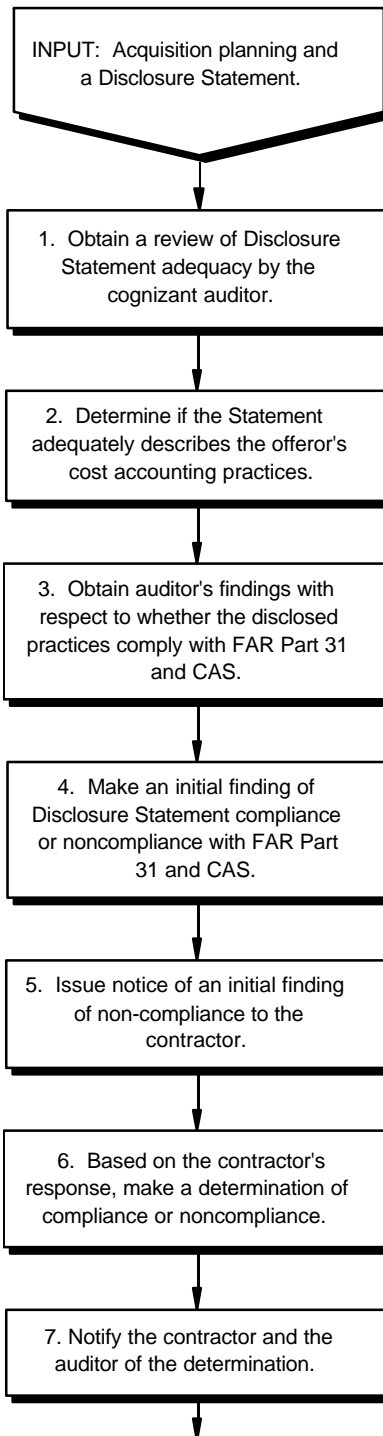 INPUT:  Acquisition planning and
a Disclosure Statement.
1.  Obtain a review of Disclosure
Statement adequacy by the
cognizant auditor.
2.  Determine if the Statement
adequately describes the offeror's
cost accounting practices.
3.  Obtain auditor's findings with
respect to whether the disclosed
practices comply with FAR Part 31
and CAS.
4.  Make an initial finding of
Disclosure Statement compliance
or noncompliance with FAR Part
31 and CAS.
5.  Issue notice of an initial finding
of non-compliance to the
contractor.
6.  Based on the contractor's
response, make a determination of
compliance or noncompliance.
7. Notify the contractor and the
auditor of the determination.